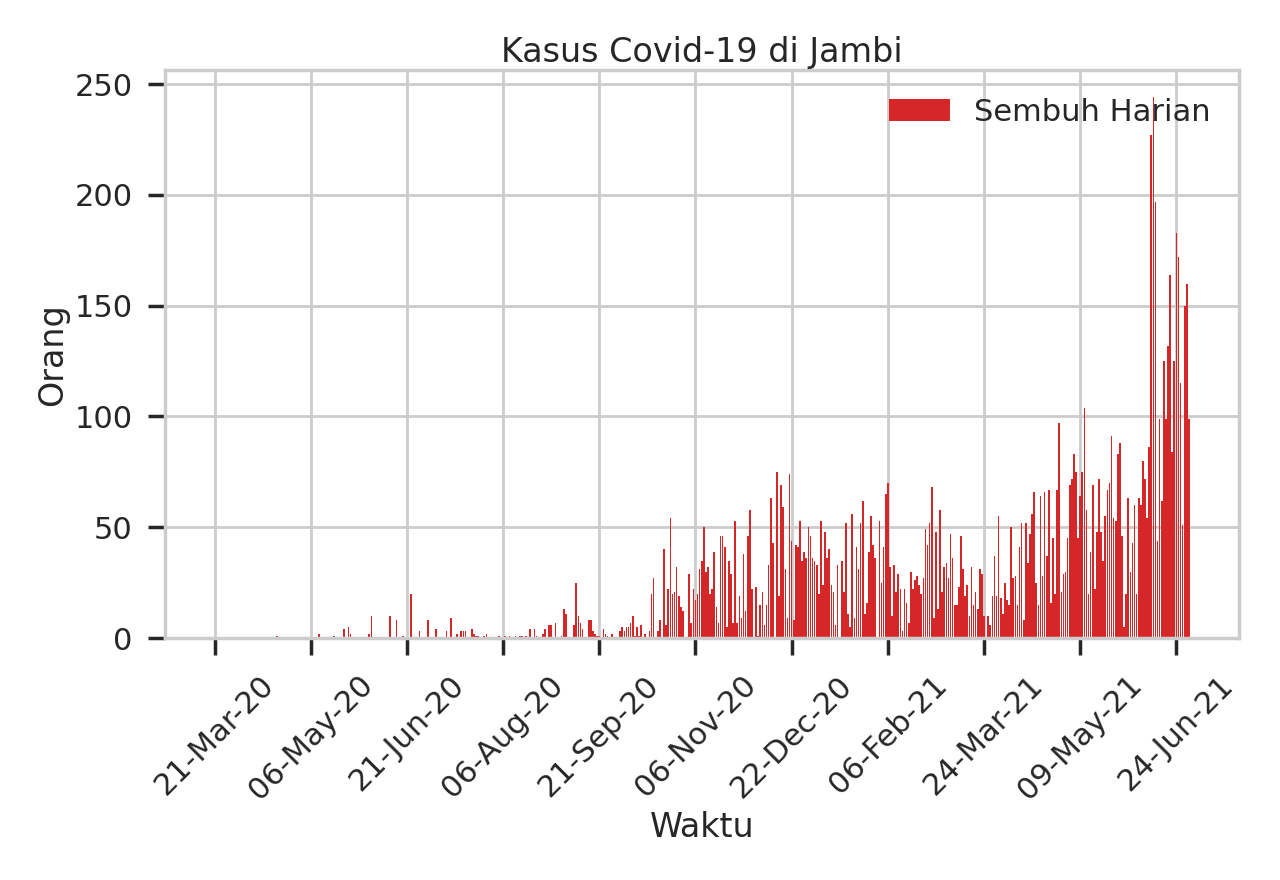 Kasus Covid-19 di Jambi
Sembuh Harian
Orang
250
200
150
100
50
0
21-Mar-20
06-May-20
21-Jun-20
06-Aug-20
21-Sep-20
06-Nov-20
22-Dec-20
06-Feb-21
24-Mar-21
09-May-21
24-Jun-21
Waktu